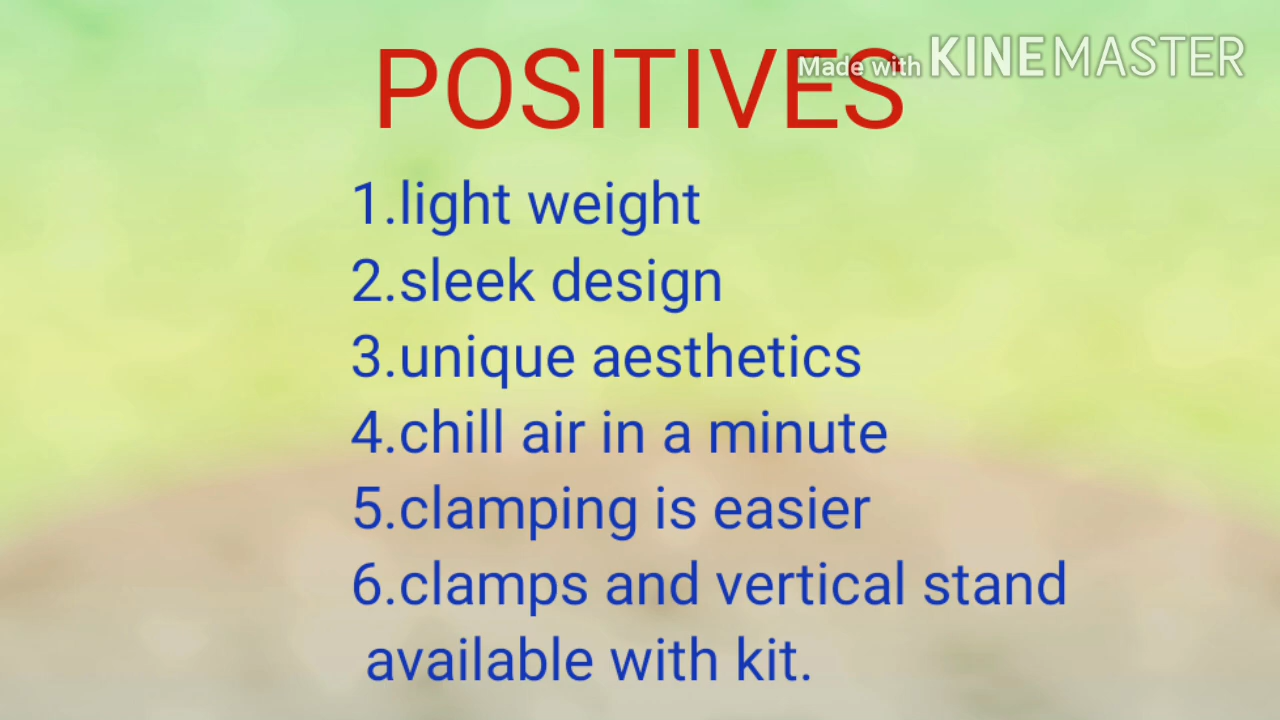 POSITIVES
Made with KINEMASTER
1.light weight
2.sleek design
3.unique aesthetics
4.chill air in a minute
5.clamping is easier
6.clamps and vertical stand
available with kit.